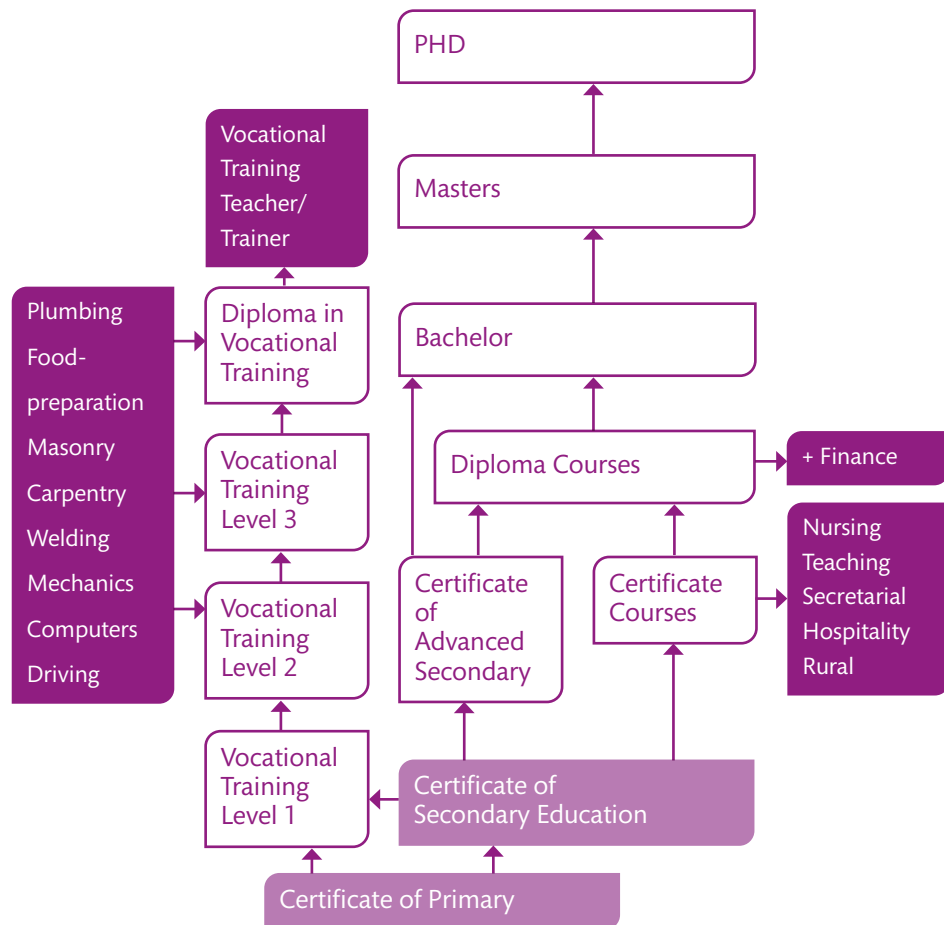 PHD
Vocational
Training
Teacher/
Trainer
Masters
Plumbing
Food-
preparation
Masonry
Carpentry
Welding
Mechanics
Computers
Driving
Diploma in
Vocational
Training
Bachelor
Vocational
Training
Level 3
Diploma Courses
+ Finance
Vocational
Training
Level 2
Certificate
of
Advanced
Secondary
Certificate
Courses
Nursing
Teaching
Secretarial
Hospitality
Rural
Vocational
Training
Level 1
Certificate of
Secondary Education
Certificate of Primary